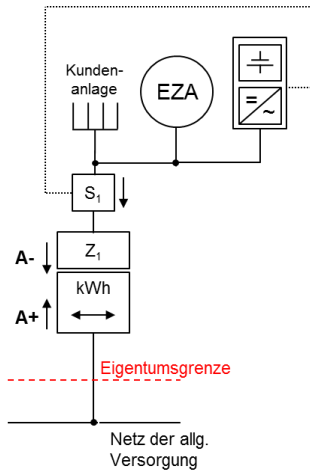 Kunden-
anlage
EZA
=
~
S1
A-
Z1
kWh
A+
Eigentumsgrenze
Netz der allg.
Versorgung